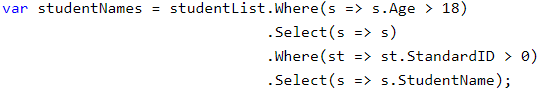 var studentNames = studentList.Where(s => s.Age > 18)
.Select(s => s)
.Where(st => st.StandardID > 0)
.Select(s => s.StudentName);